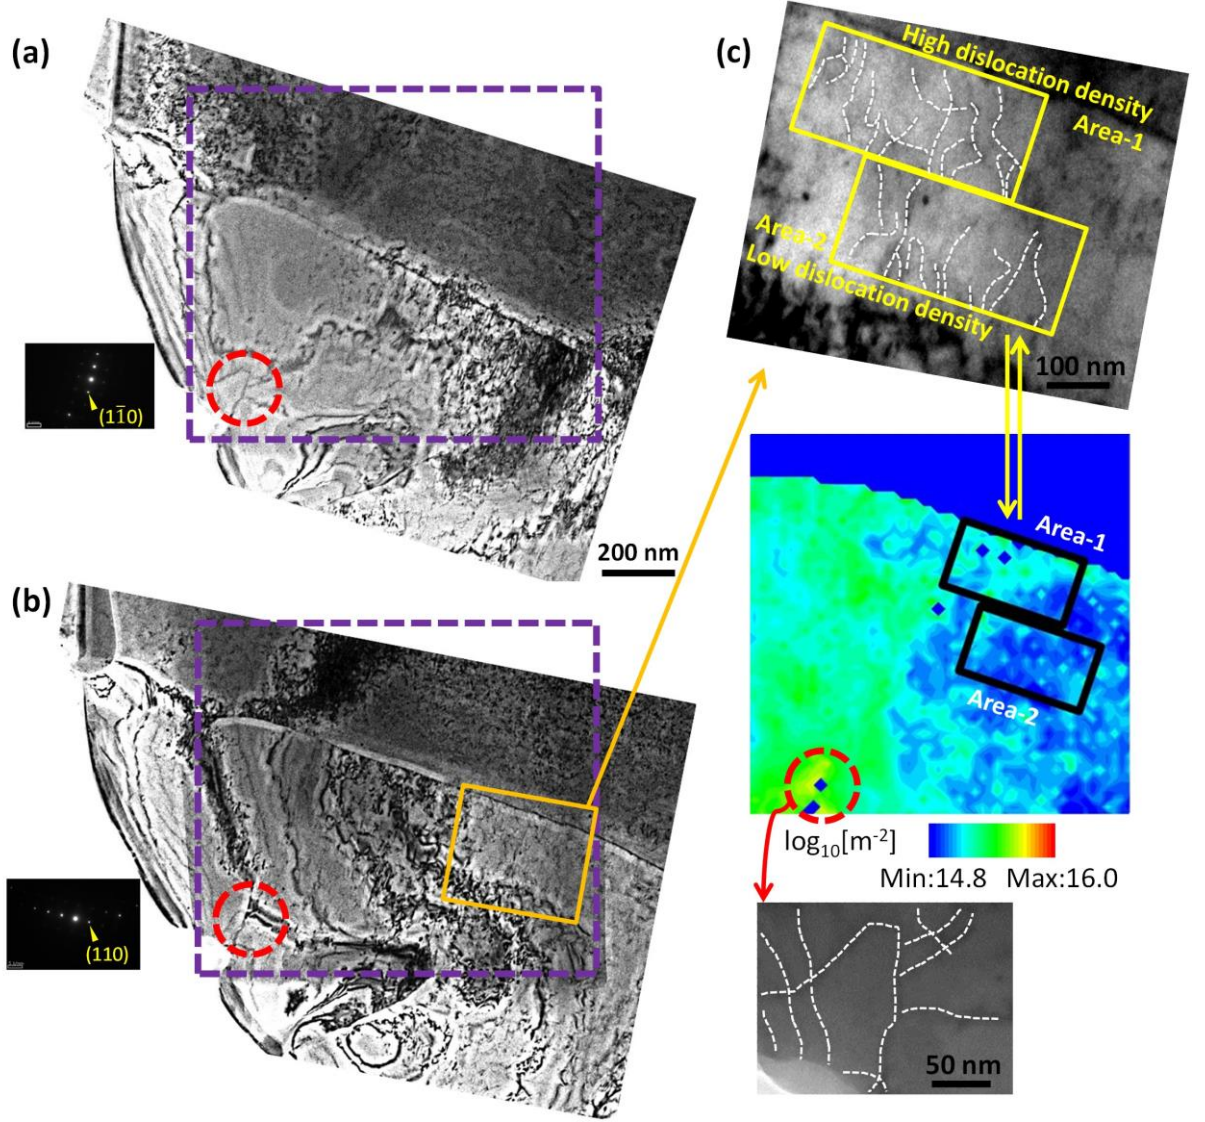 (a)
(11̄0)
200 nm
(b)
(110)
(c)
High dislocation density
Area-1
Area-2
Low dislocation density
100 nm
Area-1
Area-2
log₁₀[m⁻²]
Min:14.8 Max:16.0
50 nm